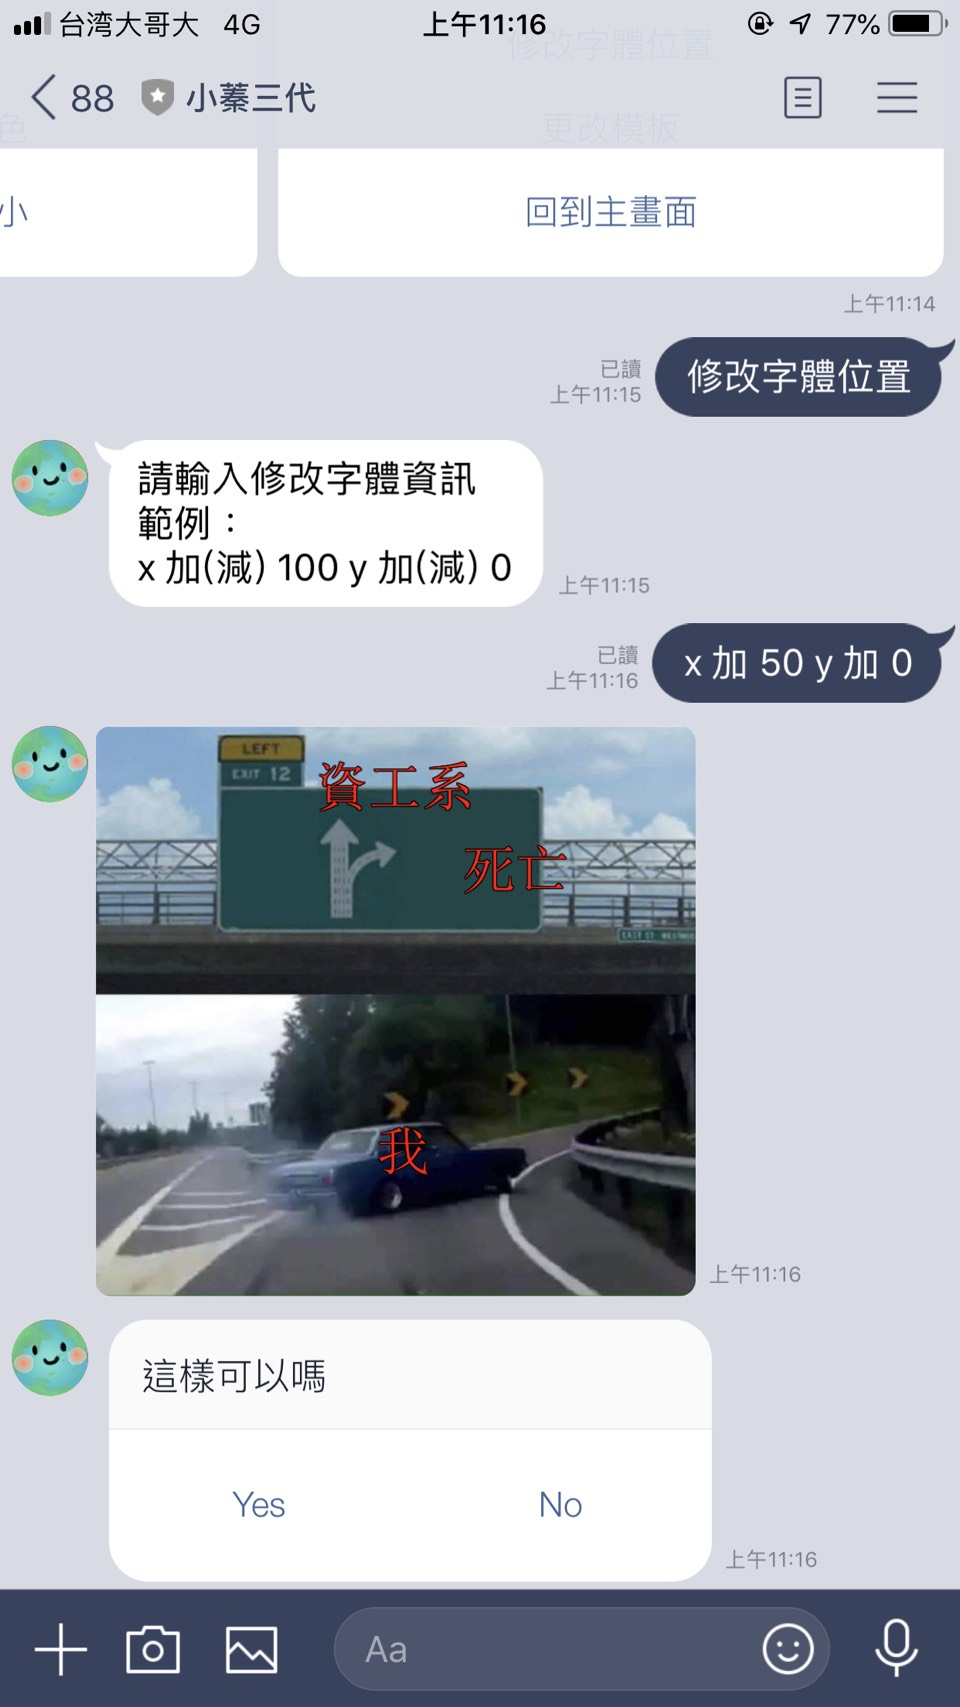 台湾大哥大 4G 上午11:16 77%
修改字體位置
88 小蓁三代
色 更改模板
小 回到主畫面
上午11:14
已讀
上午11:15
修改字體位置
請輸入修改字體資訊
範例：
x 加(減) 100 y 加(減) 0
上午11:15
已讀
上午11:16
x 加 50 y 加 0
LEFT
EXIT 12
資工系
死亡
我
上午11:16
這樣可以嗎
Yes No
上午11:16
Aa